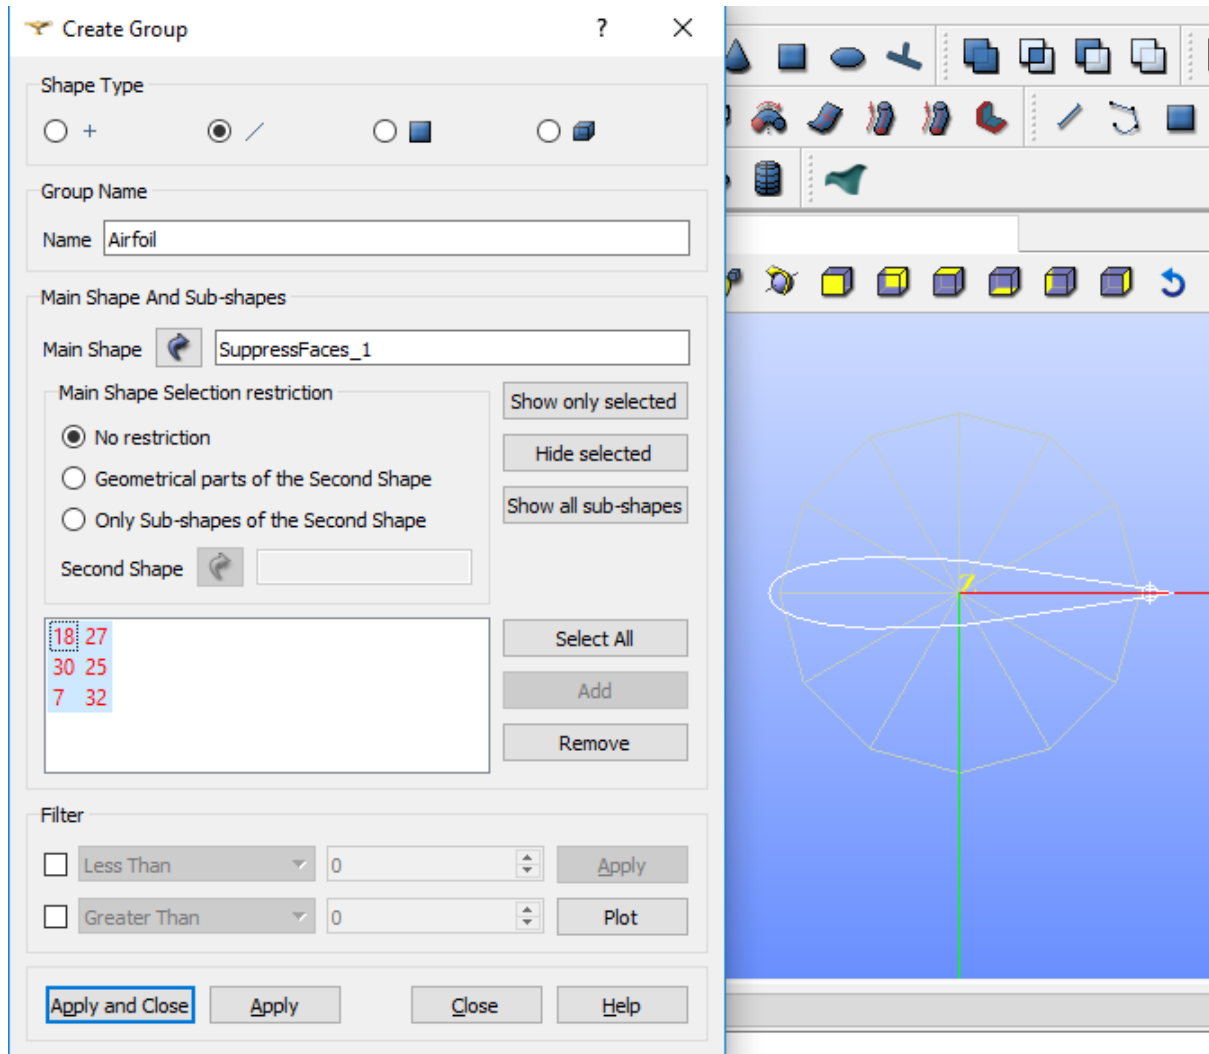 Create Group
?
Shape Type
Group Name
Name Airfoil
Main Shape And Sub-shapes
Main Shape SuppressFaces_1
Main Shape Selection restriction
No restriction
Geometrical parts of the Second Shape
Only Sub-shapes of the Second Shape
Second Shape
Show only selected
Hide selected
Show all sub-shapes
18 27
30 25
7 32
Select All
Add
Remove
Filter
Less Than 0 Apply
Greater Than 0 Plot
Apply and Close Apply Close Help